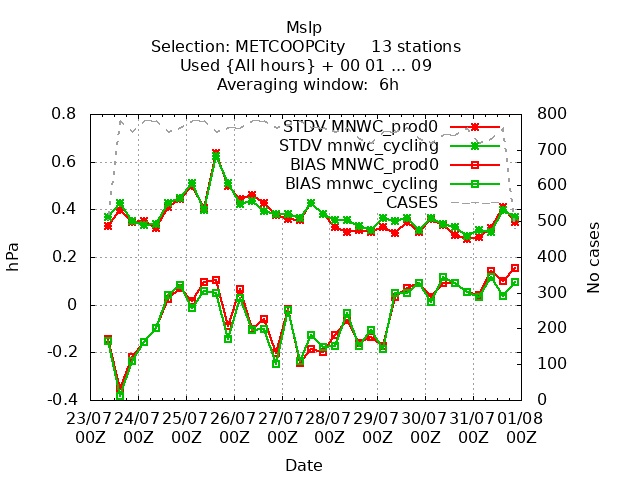 Mslp
Selection: METCOOPCity 13 stations
Used {All hours} + 00 01 ... 09
Averaging window: 6h
0.8 800
STDV MNWC_prod0
700
STDV mnwc_cycling
0.6 BIAS MNWC_prod0
600
BIAS mnwc_cycling
CASES
0.4 500
hPa
No cases
0.2 400
300
0
200
-0.2
100
-0.4 0
23/07 24/07 25/07 26/07 27/07 28/07 29/07 30/07 31/07 01/08
00Z 00Z 00Z 00Z 00Z 00Z 00Z 00Z 00Z 00Z
Date